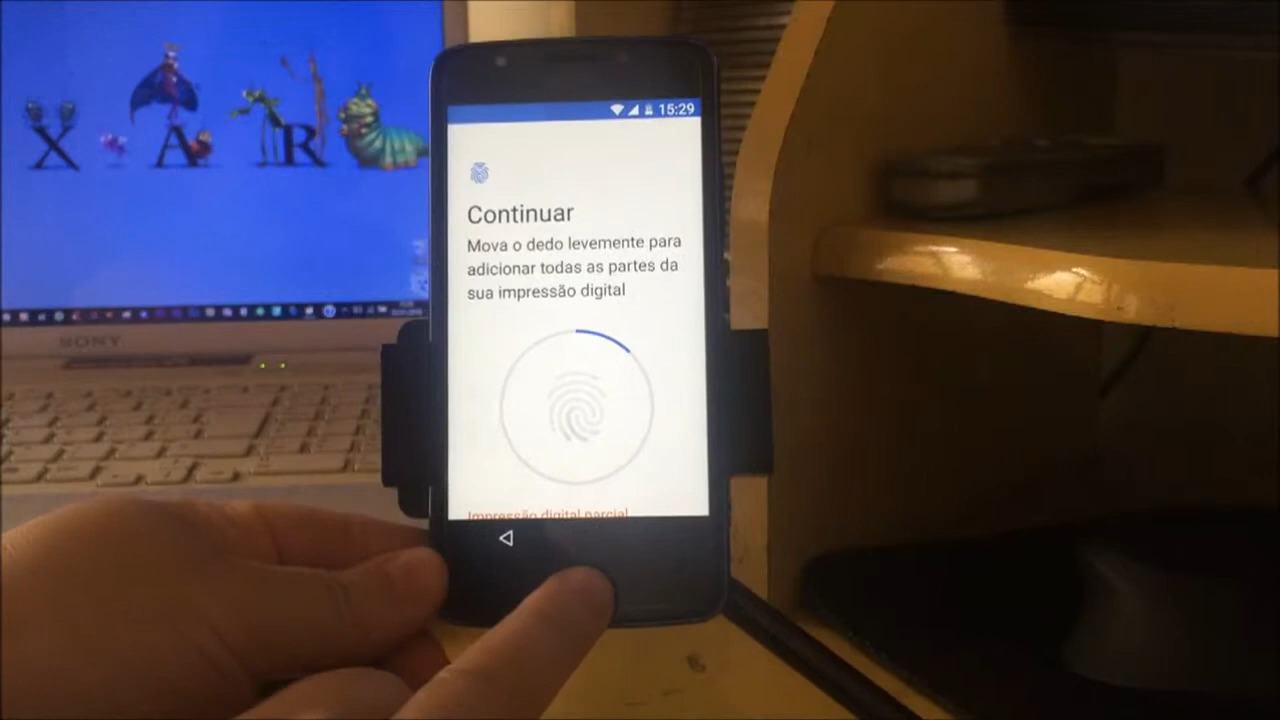 X A R
SONY
15:29
Continuar
Mova o dedo levemente para
adicionar todas as partes da
sua impressão digital
Impressão digital parcial